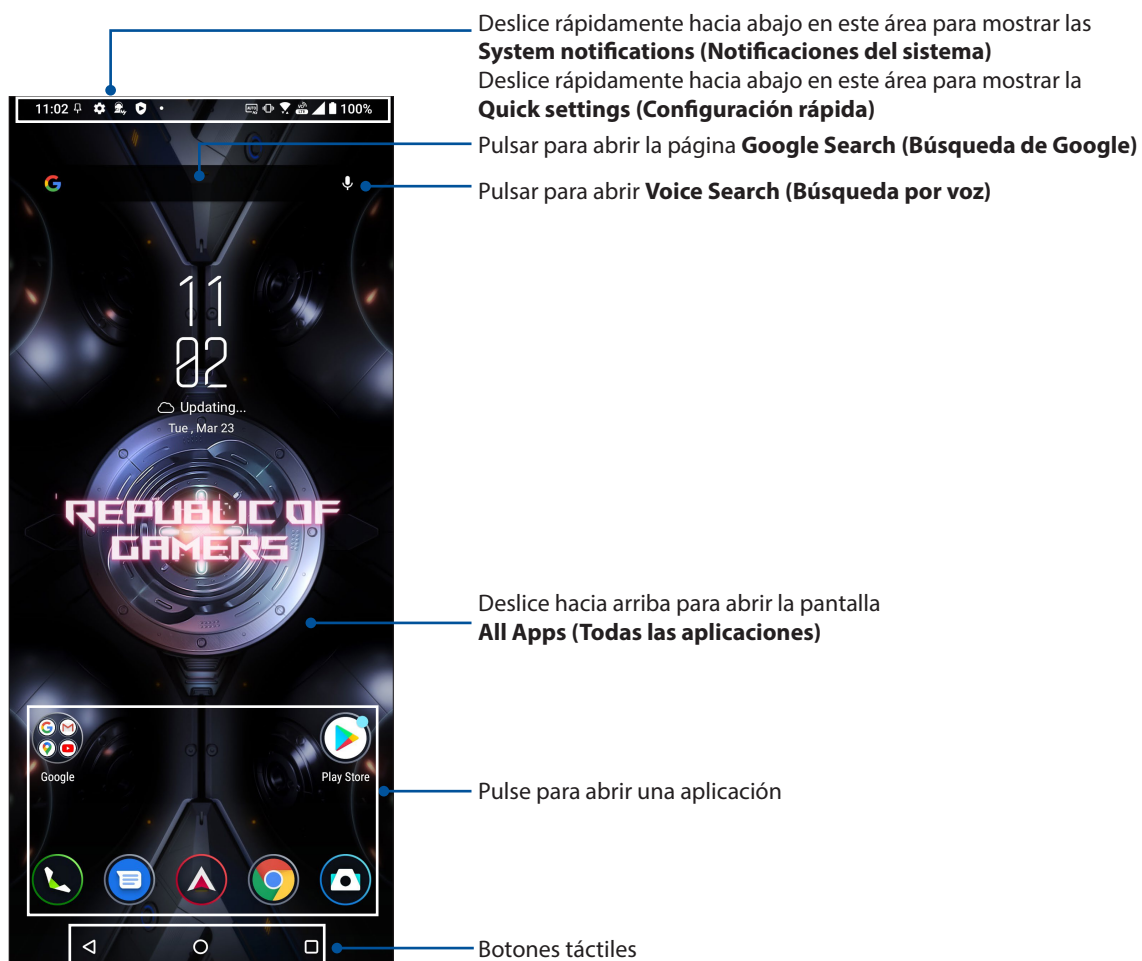 Deslice rápidamente hacia abajo en este área para mostrar las
System notifications (Notificaciones del sistema)
Deslice rápidamente hacia abajo en este área para mostrar la
Quick settings (Configuración rápida)
11:02
100%
Pulsar para abrir la página Google Search (Búsqueda de Google)
Pulsar para abrir Voice Search (Búsqueda por voz)
11
02
Updating...
Tue , Mar 23
REPUBLIC OF
GAMERS
Deslice hacia arriba para abrir la pantalla
All Apps (Todas las aplicaciones)
Google
Play Store
Pulse para abrir una aplicación
Botones táctiles